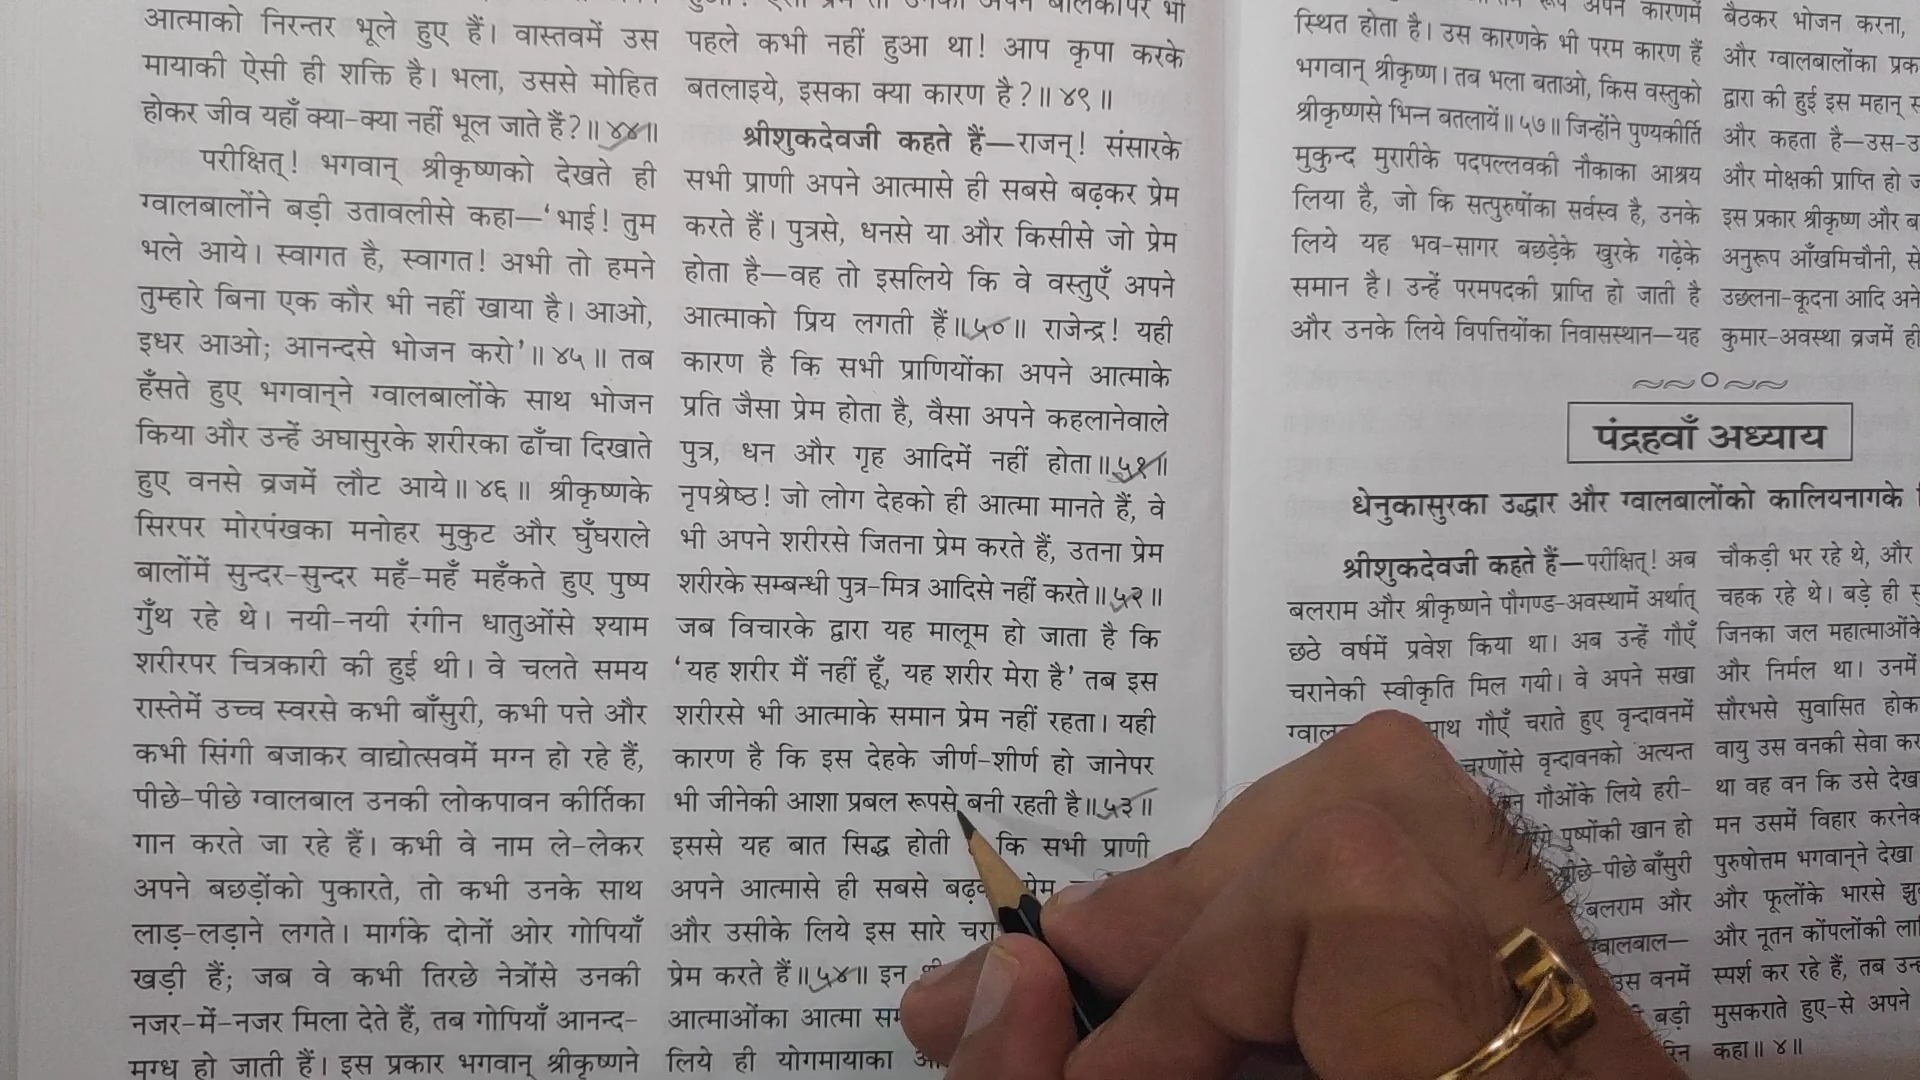 आत्माको निरन्तर भूले हुए हैं। वास्तवमें उस
मायाकी ऐसी ही शक्ति है। भला, उससे मोहित
होकर जीव यहाँ क्या-क्या नहीं भूल जाते हैं?॥ ४४॥
परीक्षित्! भगवान् श्रीकृष्णको देखते ही
ग्वालबालोंने बड़ी उतावलीसे कहा—‘भाई! तुम
भले आये। स्वागत है, स्वागत! अभी तो हमने
तुम्हारे बिना एक कौर भी नहीं खाया है। आओ,
इधर आओ; आनन्दसे भोजन करो’॥ ४५॥ तब
हँसते हुए भगवान्‌ने ग्वालबालोंके साथ भोजन
किया और उन्हें अघासुरके शरीरका ढाँचा दिखाते
हुए वनसे व्रजमें लौट आये॥ ४६॥ श्रीकृष्णके
सिरपर मोरपंखका मनोहर मुकुट और घुँघराले
बालोंमें सुन्दर-सुन्दर महँ-महँ महँकते हुए पुष्प
गुँथ रहे थे। नयी-नयी रंगीन धातुओंसे श्याम
शरीरपर चित्रकारी की हुई थी। वे चलते समय
रास्तेमें उच्च स्वरसे कभी बाँसुरी, कभी पत्ते और
कभी सिंगी बजाकर वाद्योत्सवमें मग्न हो रहे हैं,
पीछे-पीछे ग्वालबाल उनकी लोकपावन कीर्तिका
गान करते जा रहे हैं। कभी वे नाम ले-लेकर
अपने बछड़ोंको पुकारते, तो कभी उनके साथ
लाड़-लड़ाने लगते। मार्गके दोनों ओर गोपियाँ
खड़ी हैं; जब वे कभी तिरछे नेत्रोंसे उनकी
नजर-में-नजर मिला देते हैं, तब गोपियाँ आनन्द-
मुग्ध हो जाती हैं। इस प्रकार भगवान् श्रीकृष्णने
पहले कभी नहीं हुआ था! आप कृपा करके
बतलाइये, इसका क्या कारण है?॥ ४९॥
श्रीशुकदेवजी कहते हैं—राजन्! संसारके
सभी प्राणी अपने आत्मासे ही सबसे बढ़कर प्रेम
करते हैं। पुत्रसे, धनसे या और किसीसे जो प्रेम
होता है—वह तो इसलिये कि वे वस्तुएँ अपने
आत्माको प्रिय लगती हैं॥ ५०॥ राजेन्द्र! यही
कारण है कि सभी प्राणियोंका अपने आत्माके
प्रति जैसा प्रेम होता है, वैसा अपने कहलानेवाले
पुत्र, धन और गृह आदिमें नहीं होता॥ ५१॥
नृपश्रेष्ठ! जो लोग देहको ही आत्मा मानते हैं, वे
भी अपने शरीरसे जितना प्रेम करते हैं, उतना प्रेम
शरीरके सम्बन्धी पुत्र-मित्र आदिसे नहीं करते॥ ५२॥
जब विचारके द्वारा यह मालूम हो जाता है कि
‘यह शरीर मैं नहीं हूँ, यह शरीर मेरा है’ तब इस
शरीरसे भी आत्माके समान प्रेम नहीं रहता। यही
कारण है कि इस देहके जीर्ण-शीर्ण हो जानेपर
भी जीनेकी आशा प्रबल रूपसे बनी रहती है॥ ५३॥
इससे यह बात सिद्ध होती कि सभी प्राणी
अपने आत्मासे ही सबसे
और उसीके लिये इस सारे
प्रेम करते हैं॥ ५४॥ इन
आत्माओंका आत्मा
लिये ही योगमायाका
स्थित होता है। उस कारणके भी परम कारण हैं
भगवान् श्रीकृष्ण। तब भला बताओ, किस वस्तुको
श्रीकृष्णसे भिन्न बतलायें॥ ५७॥ जिन्होंने पुण्यकीर्ति
मुकुन्द मुरारीके पदपल्लवकी नौकाका आश्रय
लिया है, जो कि सत्पुरुषोंका सर्वस्व है, उनके
लिये यह भव-सागर बछड़ेके खुरके गढ़ेके
समान है। उन्हें परमपदकी प्राप्ति हो जाती है
और उनके लिये विपत्तियोंका निवासस्थान—यह
बैठकर भोजन करना,
और ग्वालबालोंका
द्वारा की हुई इस महान्
और कहता है—उस-
और मोक्षकी प्राप्ति हो
इस प्रकार श्रीकृष्ण और
अनुरूप आँखमिचौनी,
उछलना-कूदना आदि
कुमार-अवस्था व्रजमें ही
पंद्रहवाँ अध्याय
धेनुकासुरका उद्धार और ग्वालबालोंको कालियनागके
श्रीशुकदेवजी कहते हैं—परीक्षित्! अब
बलराम और श्रीकृष्णने पौगण्ड-अवस्थामें अर्थात्
छठे वर्षमें प्रवेश किया था। अब उन्हें गौएँ
चरानेकी स्वीकृति मिल गयी। वे अपने सखा
गौएँ चराते हुए वृन्दावनमें
चरणोंसे वृन्दावनको अत्यन्त
गौओंके लिये हरी-
पुष्पोंकी खान हो
पीछे-पीछे बाँसुरी
बलराम और
ग्वालबाल—
उस वनमें
बड़ी
चौकड़ी भर रहे थे, और
चहक रहे थे। बड़े ही
जिनका जल महात्माओंके
और निर्मल था। उनमें
सौरभसे सुवासित
वायु उस वनकी सेवा
था वह वन कि उसे
मन उसमें विहार
पुरुषोत्तम भगवान्‌ने देखा
और फूलोंके भारसे
और नूतन कोंपलोंकी
स्पर्श कर रहे हैं, तब
मुसकराते हुए-से अपने
कहा॥ ४॥